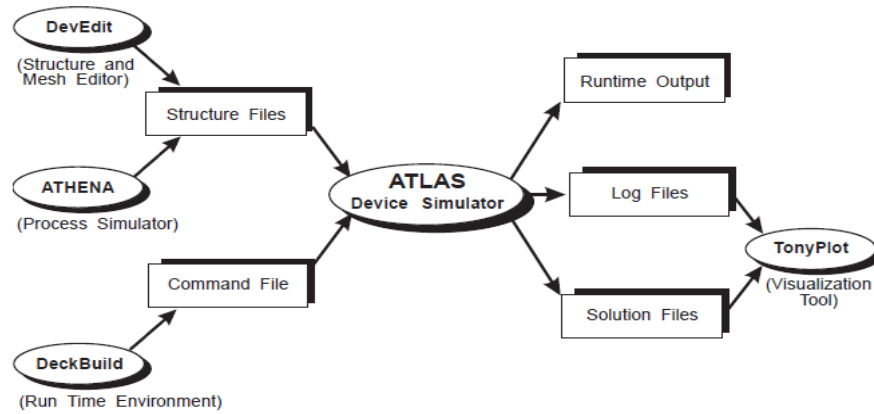 DevEdit
(Structure and
Mesh Editor)
Structure Files
ATHENA
(Process Simulator)
Command File
DeckBuild
(Run Time Environment)
ATLAS
Device Simulator
Runtime Output
Log Files
Solution Files
TonyPlot
(Visualization
Tool)